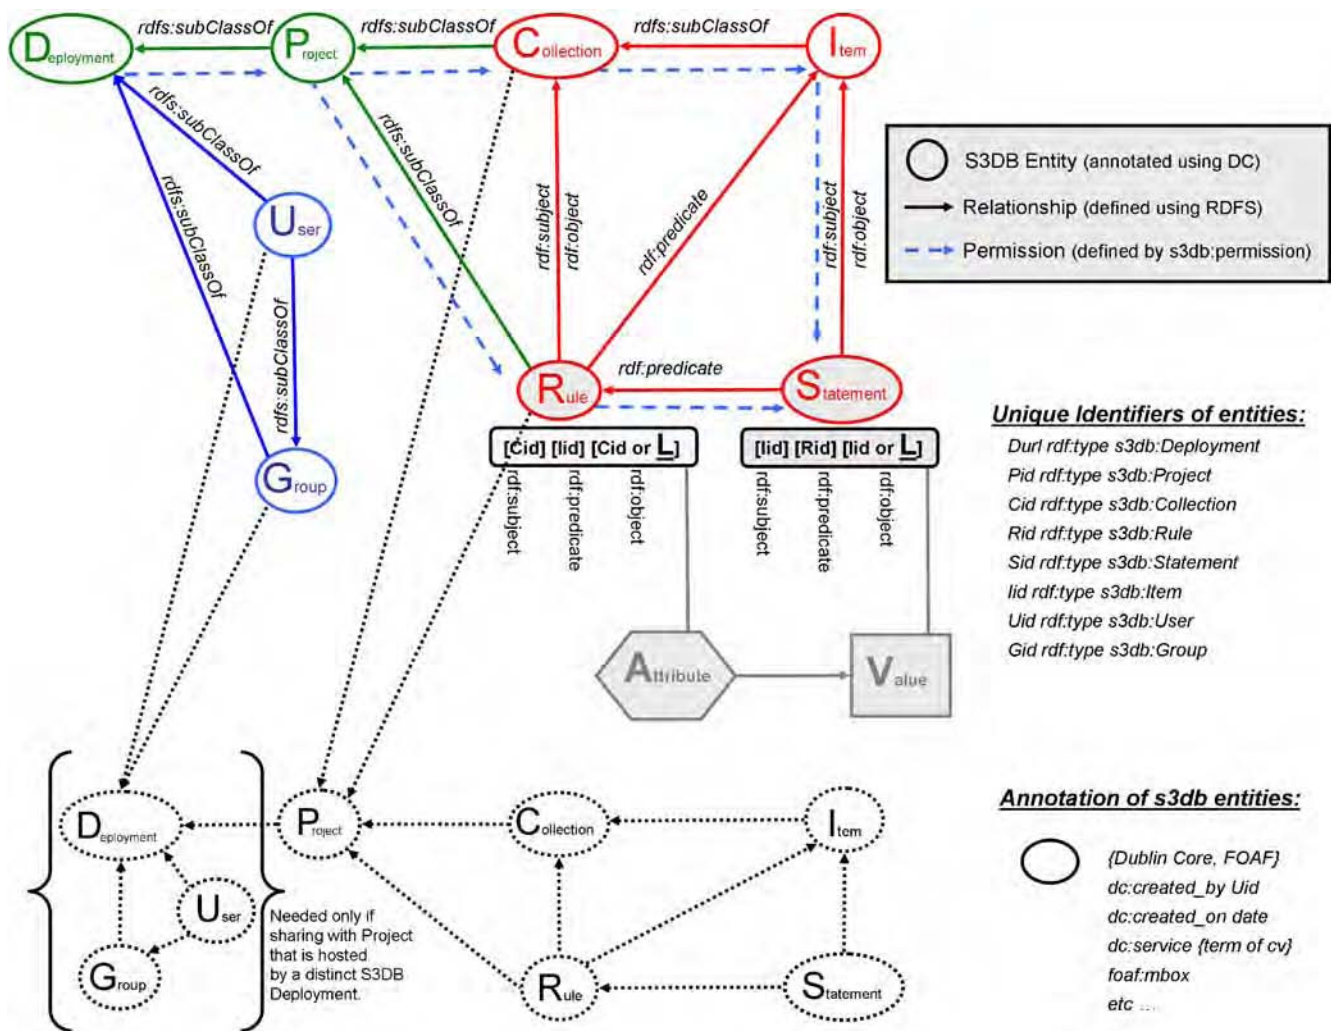 rdfs:subClassOf
rdfs:subClassOf
rdfs:subClassOf
Deployment
Project
Collection
Item
rdfs:subClassOf
rdfs:subClassOf
rdfs:subClassOf
rdfs:subClassOf
User
Group
rdf:subject
rdf:object
rdf:predicate
rdf:subject
rdf:object
S3DB Entity (annotated using DC)
Relationship (defined using RDFS)
Permission (defined by s3db:permission)
rdf:predicate
Rule
Statement
[Cid] [Iid] [Cid or L]
[Iid] [Rid] [Iid or L]
rdf:subject
rdf:predicate
rdf:object
rdf:subject
rdf:predicate
rdf:object
Attribute
Value
Unique Identifiers of entities:
Durl rdf:type s3db:Deployment
Pid rdf:type s3db:Project
Cid rdf:type s3db:Collection
Rid rdf:type s3db:Rule
Sid rdf:type s3db:Statement
Iid rdf:type s3db:Item
Uid rdf:type s3db:User
Gid rdf:type s3db:Group
Deployment
Project
Collection
Item
User
Group
Needed only if
sharing with Project
that is hosted
by a distinct S3DB
Deployment.
Rule
Statement
Annotation of s3db entities:
{Dublin Core, FOAF}
dc:created_by Uid
dc:created_on date
dc:service {term of cv}
foaf:mbox
etc ...